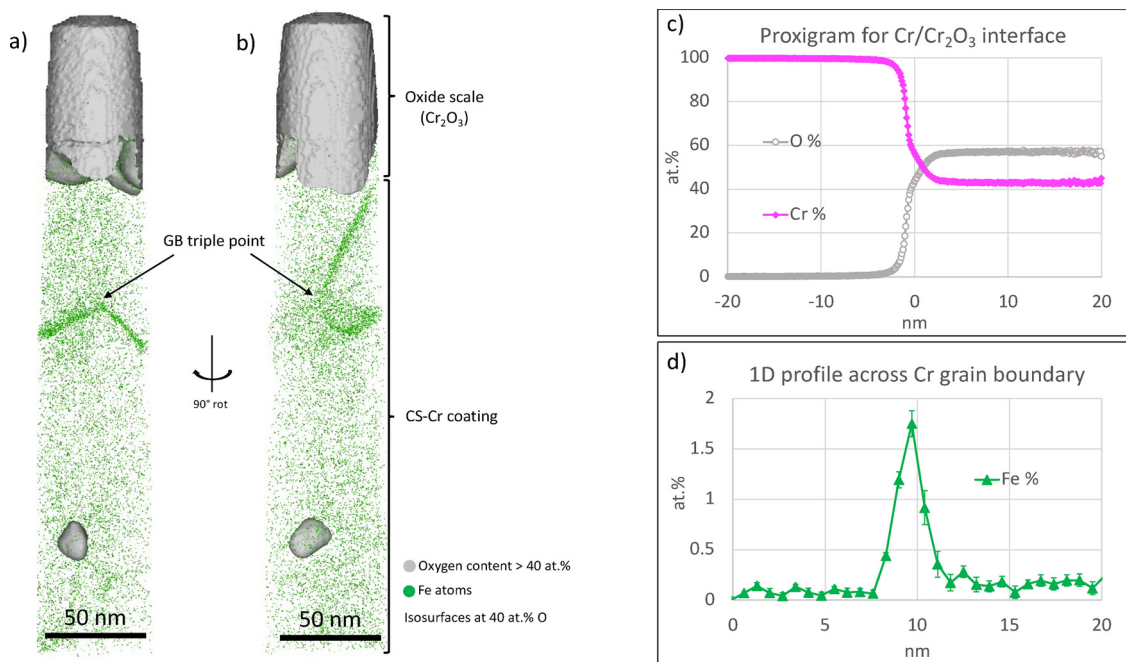 a)
b)
Oxide scale
(Cr₂O₃)
GB triple point
90° rot
CS-Cr coating
Oxygen content > 40 at.%
Fe atoms
Isosurfaces at 40 at.% O
50 nm
50 nm
c)
Proxigram for Cr/Cr₂O₃ interface
at.%
100
80
60
40
20
0
O %
Cr %
-20
-10
0
10
20
nm
d)
1D profile across Cr grain boundary
at.%
2
1.5
1
0.5
0
Fe %
0
5
10
15
20
nm